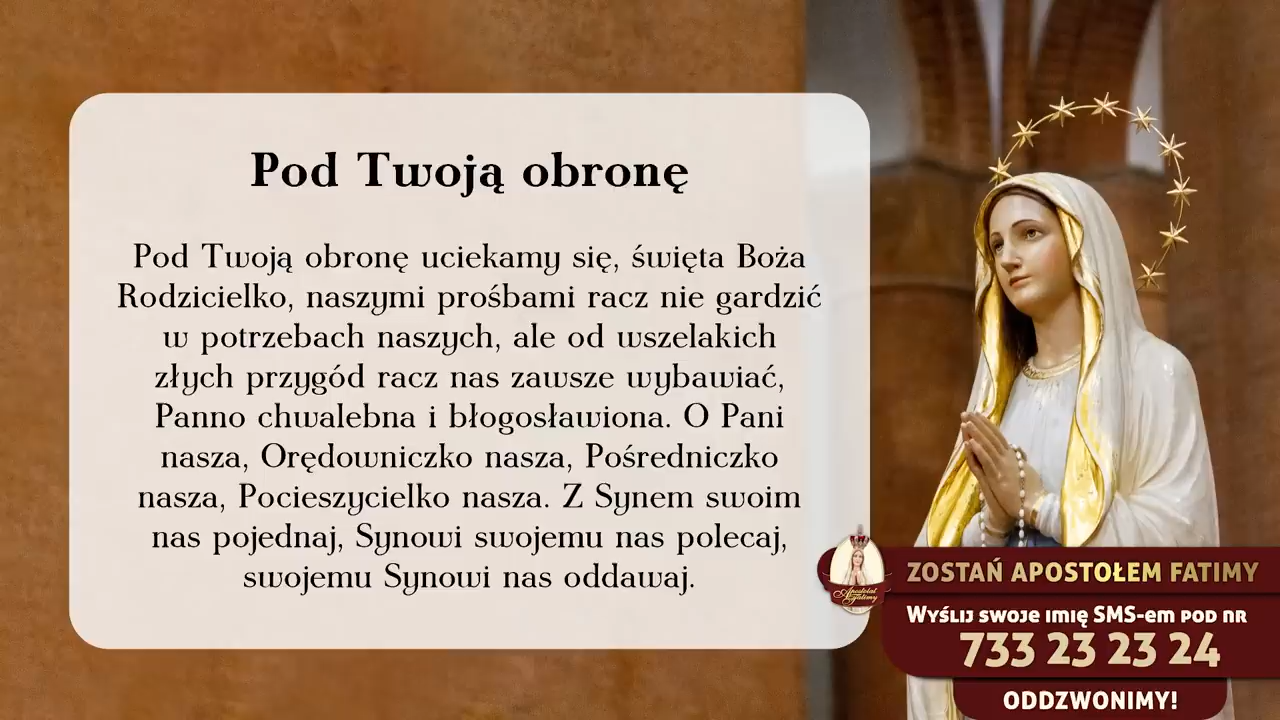 Pod Twoją obronę
Pod Twoją obronę uciekamy się, święta Boża
Rodzicielko, naszymi prośbami racz nie gardzić
w potrzebach naszych, ale od wszelakich
złych przygód racz nas zawsze wybawiać,
Panno chwalebna i błogosławiona. O Pani
nasza, Orędowniczko nasza, Pośredniczko
nasza, Pocieszycielko nasza. Z Synem swoim
nas pojednaj, Synowi swojemu nas polecaj,
swojemu Synowi nas oddawaj.
Apostolat
Fatimy
ZOSTAŃ APOSTOŁEM FATIMY
Wyślij swoje imię SMS-em pod nr
733 23 23 24
ODDZWONIMY!